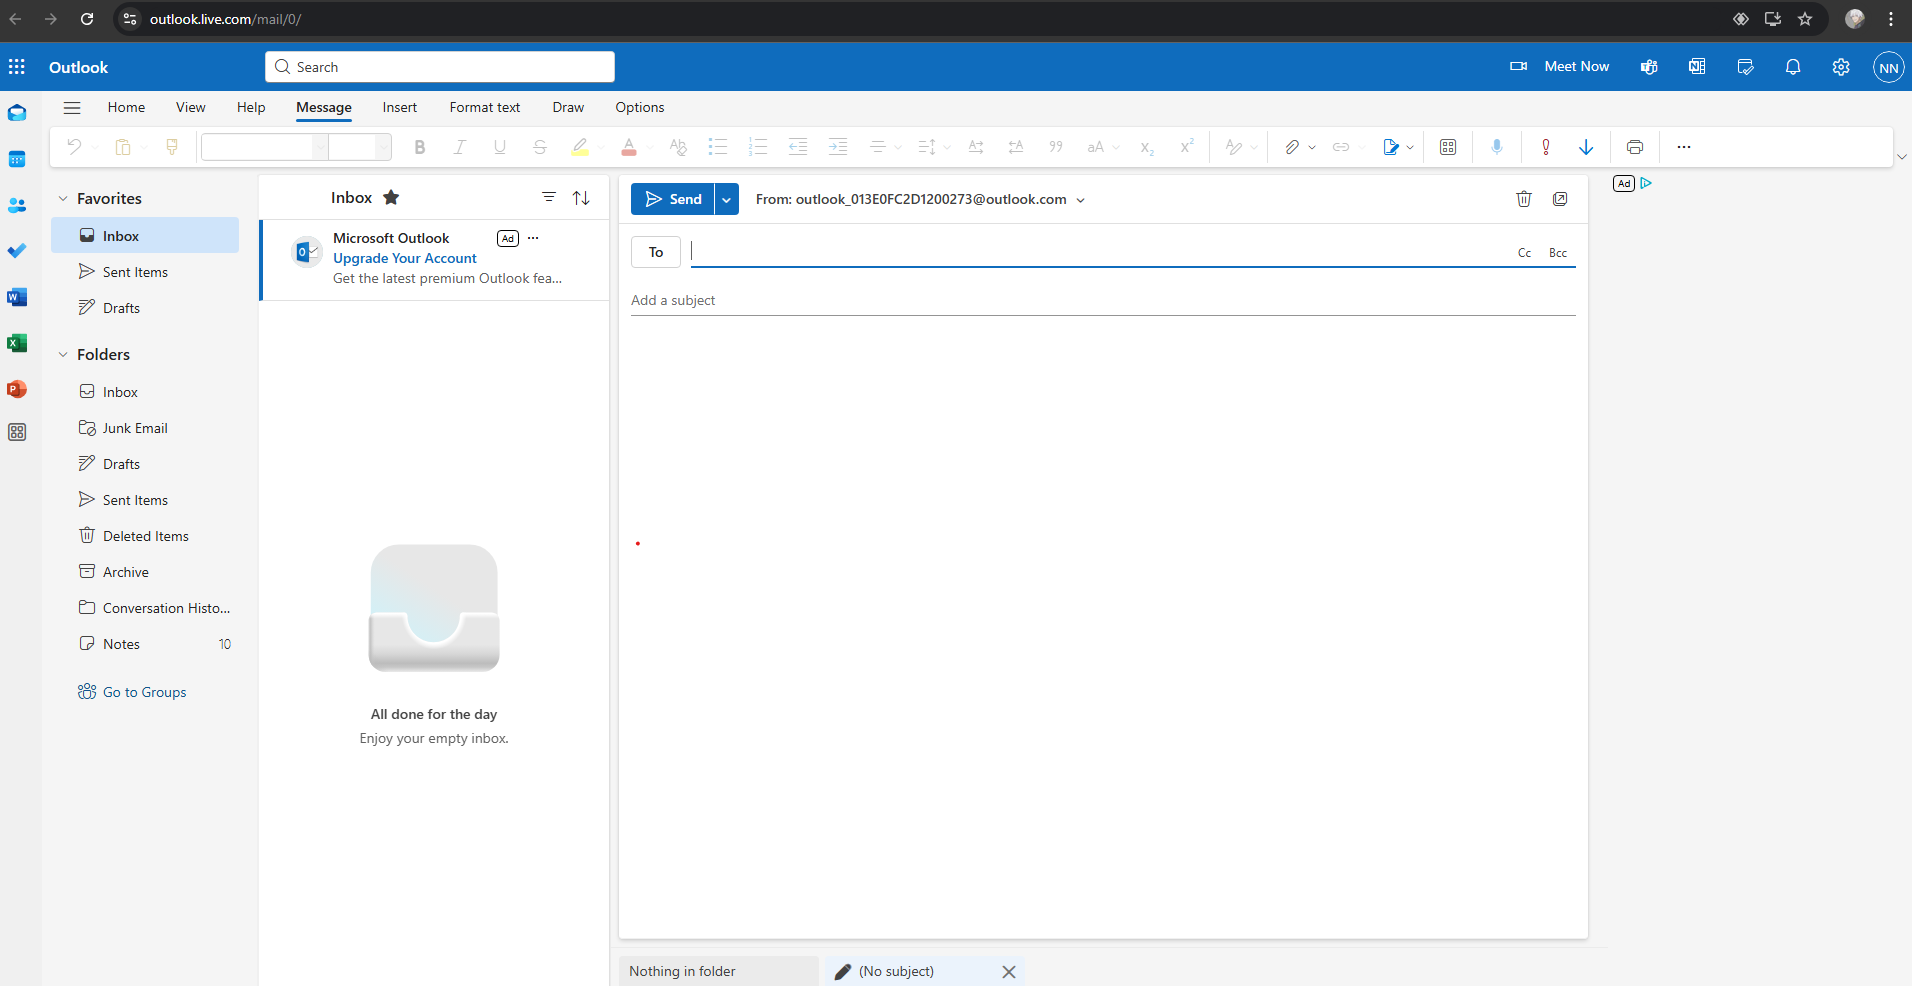 outlook.live.com/mail/0/
Outlook
Search
Meet Now
NN
Home View Help Message Insert Format text Draw Options
Favorites
Inbox
Sent Items
Drafts
Folders
Inbox
Junk Email
Drafts
Sent Items
Deleted Items
Archive
Conversation Histo...
Notes 10
Go to Groups
Inbox
Microsoft Outlook Ad
Upgrade Your Account
Get the latest premium Outlook fea...
All done for the day
Enjoy your empty inbox.
Send From: outlook_013E0FC2D1200273@outlook.com
To Cc Bcc
Add a subject
Nothing in folder
(No subject)
Ad